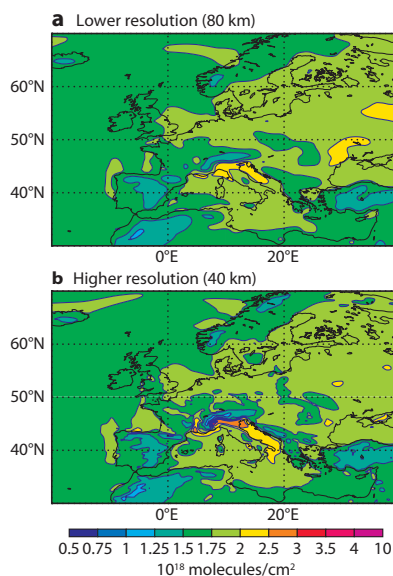 a Lower resolution (80 km)
60°N
50°N
40°N
0°E 20°E
b Higher resolution (40 km)
60°N
50°N
40°N
0°E 20°E
0.5 0.75 1 1.25 1.5 1.75 2 2.5 3 3.5 4 10
10¹⁸ molecules/cm²